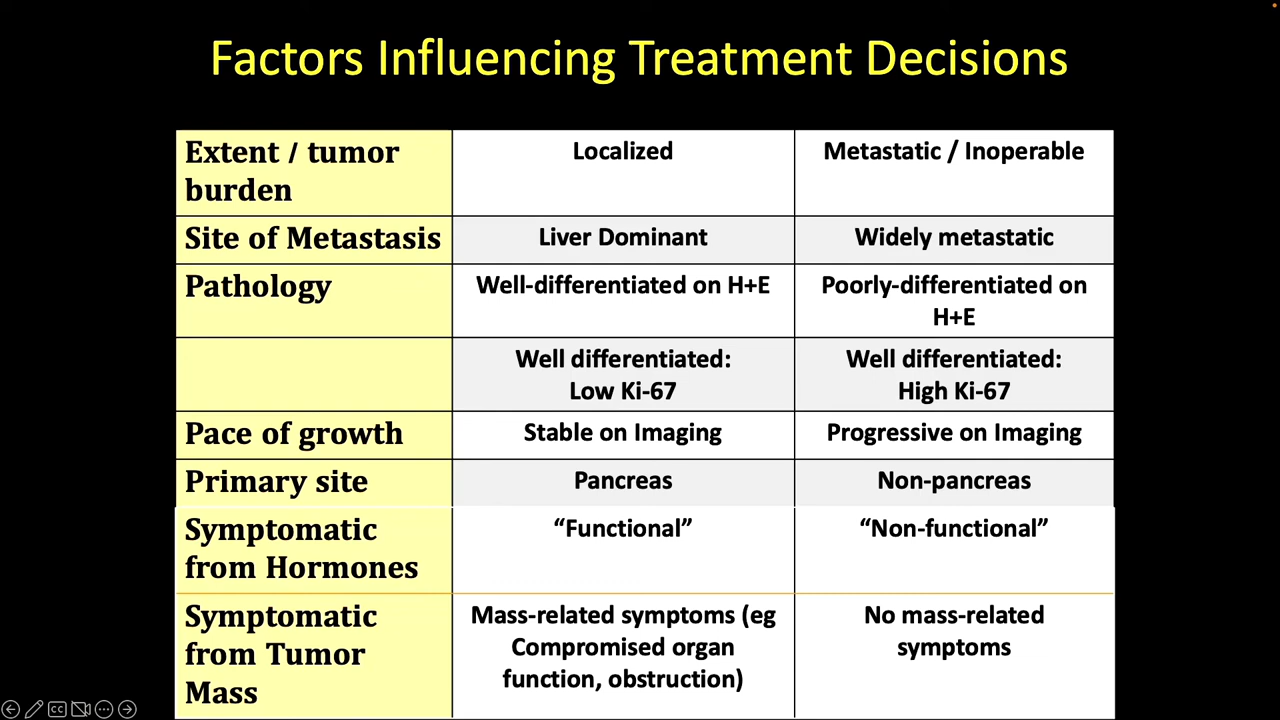 Factors Influencing Treatment Decisions
Extent / tumor
burden
Localized
Metastatic / Inoperable
Site of Metastasis
Liver Dominant
Widely metastatic
Pathology
Well-differentiated on H+E
Poorly-differentiated on
H+E
Well differentiated:
Low Ki-67
Well differentiated:
High Ki-67
Pace of growth
Stable on Imaging
Progressive on Imaging
Primary site
Pancreas
Non-pancreas
Symptomatic
from Hormones
“Functional”
“Non-functional”
Symptomatic
from Tumor
Mass
Mass-related symptoms (eg
Compromised organ
function, obstruction)
No mass-related
symptoms
CC